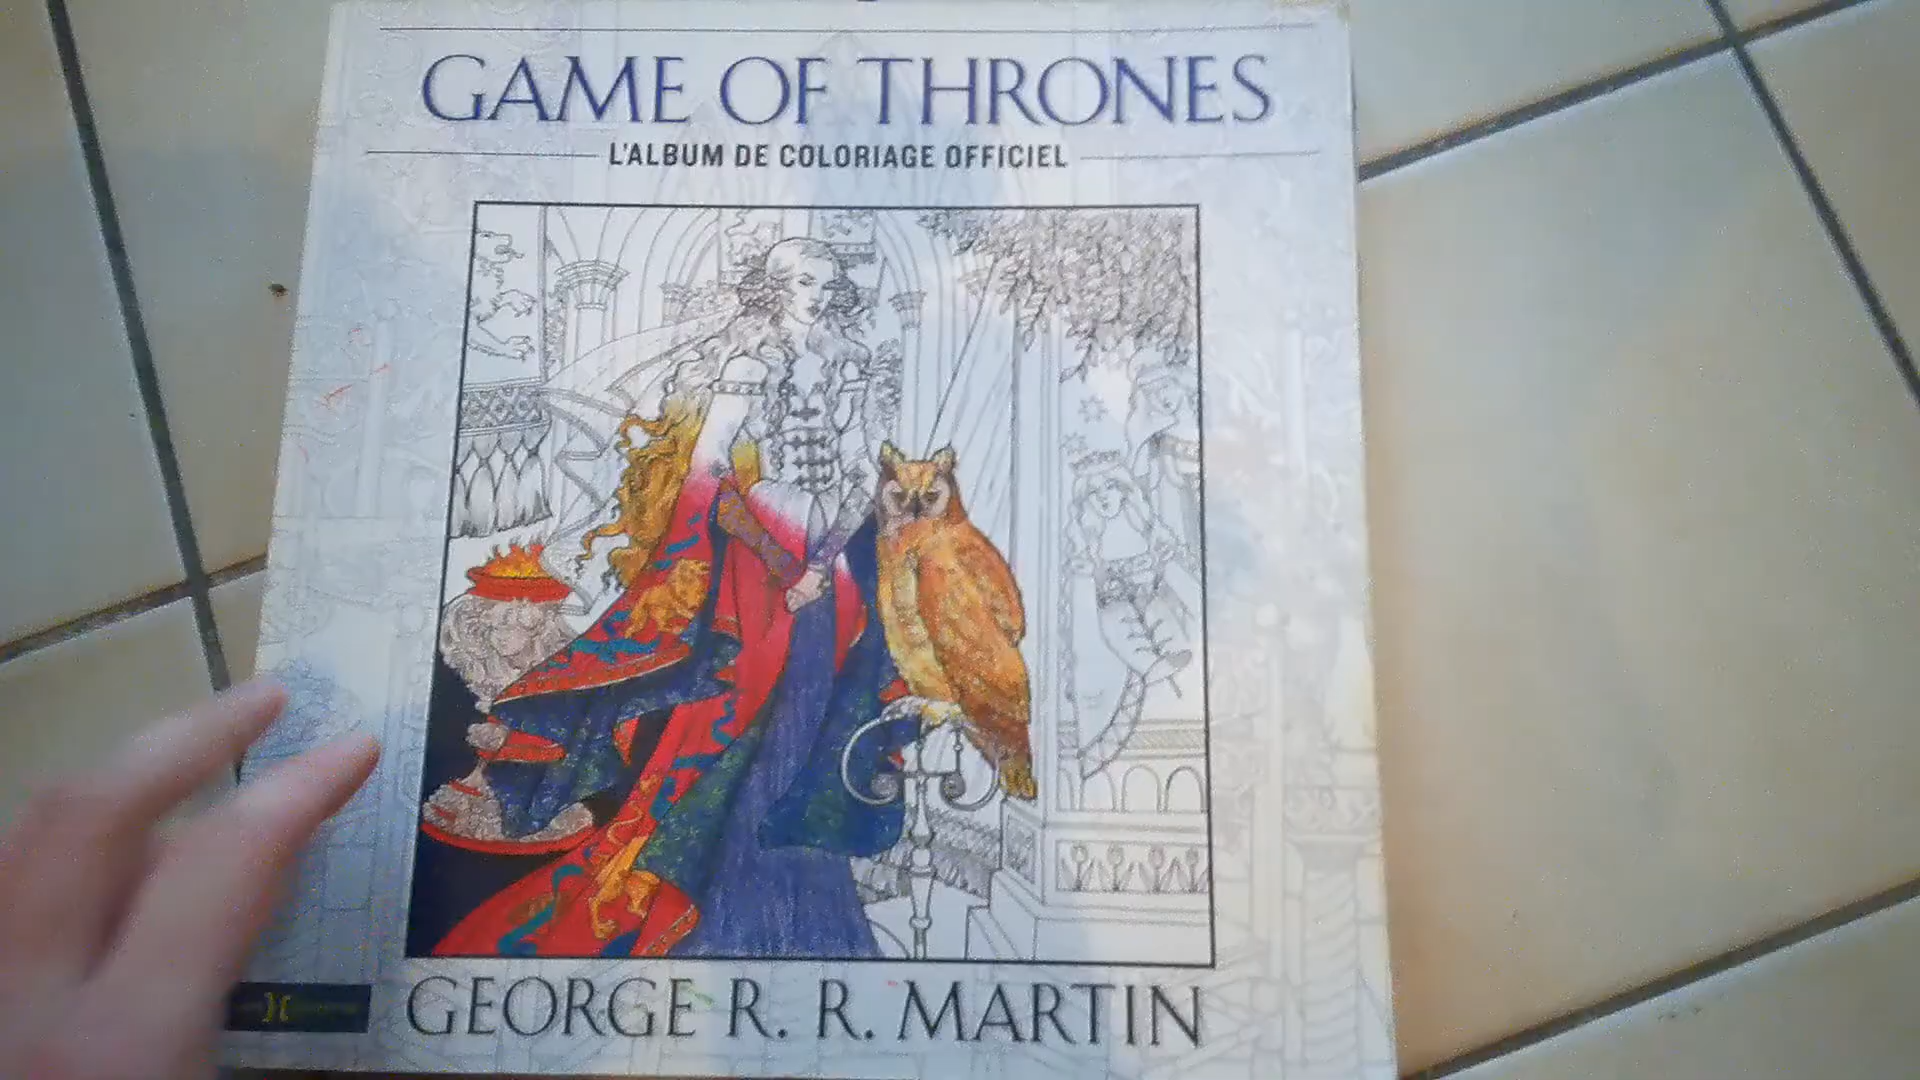 GAME OF THRONES
L'ALBUM DE COLORIAGE OFFICIEL
GEORGE R. R. MARTIN